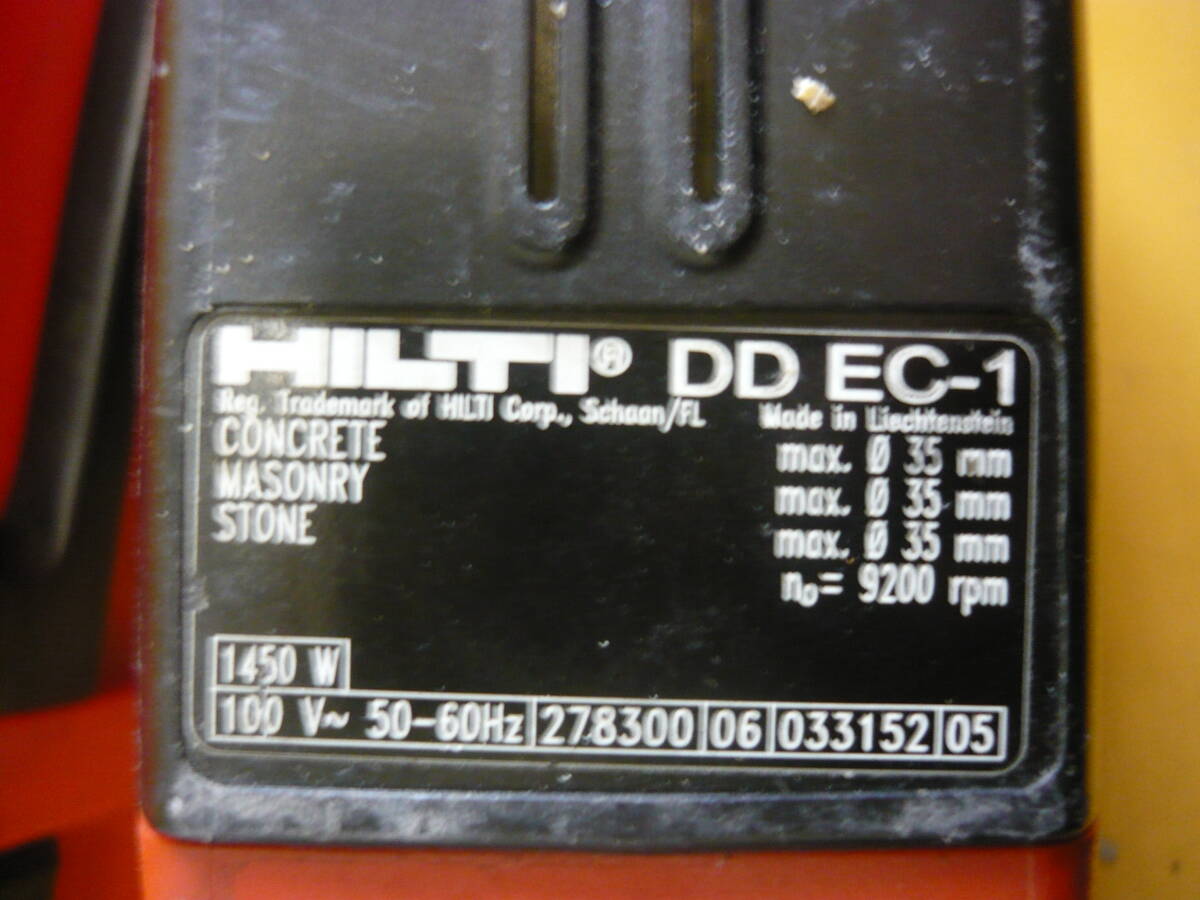 HILTI® DD EC-1
Reg. Trademark of HILTI Corp., Schaan/FL Made in Liechtenstein
CONCRETE max. Ø 35 mm
MASONRY max. Ø 35 mm
STONE max. Ø 35 mm
n₀= 9200 rpm
1450 W
100 V~ 50-60Hz 278300 06 033152 05